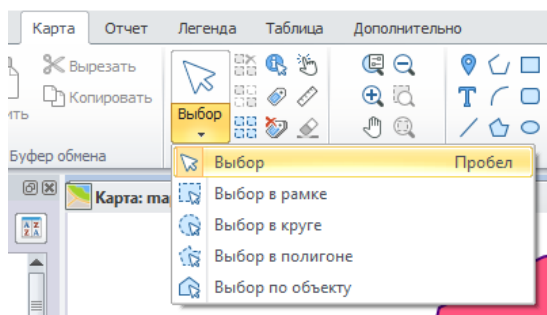 Карта Отчет Легенда Таблица Дополнительно
Вырезать
Копировать
ить
Выбор
Буфер обмена
Выбор Пробел
Карта: ma
Выбор в рамке
Выбор в круге
Выбор в полигоне
Выбор по объекту